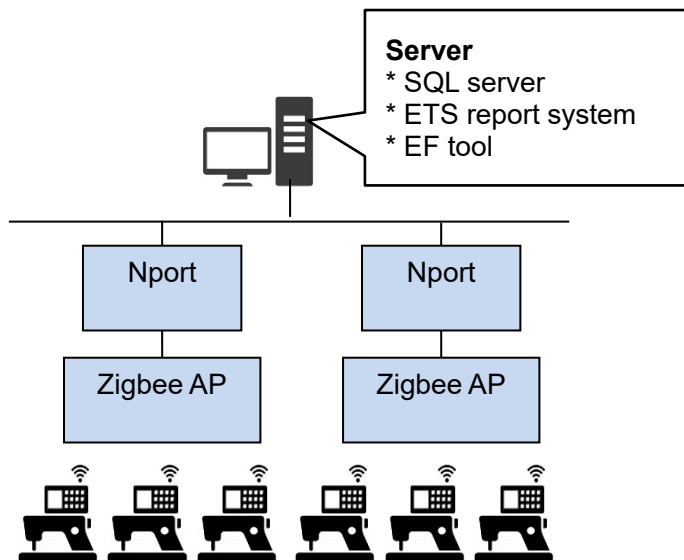 Server
* SQL server
* ETS report system
* EF tool
Nport
Nport
Zigbee AP
Zigbee AP